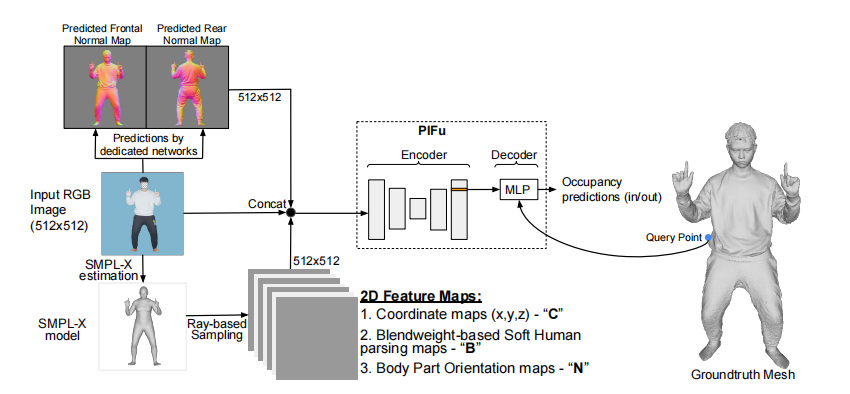 Predicted Frontal
Normal Map
Predicted Rear
Normal Map
512x512
Predictions by
dedicated networks
Input RGB
Image
(512x512)
Concat
SMPL-X
estimation
SMPL-X
model
Ray-based
Sampling
512x512
2D Feature Maps:
1. Coordinate maps (x,y,z) - “C”
2. Blendweight-based Soft Human
parsing maps - “B”
3. Body Part Orientation maps - “N”
PIFu
Encoder
Decoder
MLP
Occupancy
predictions (in/out)
Query Point
Groundtruth Mesh